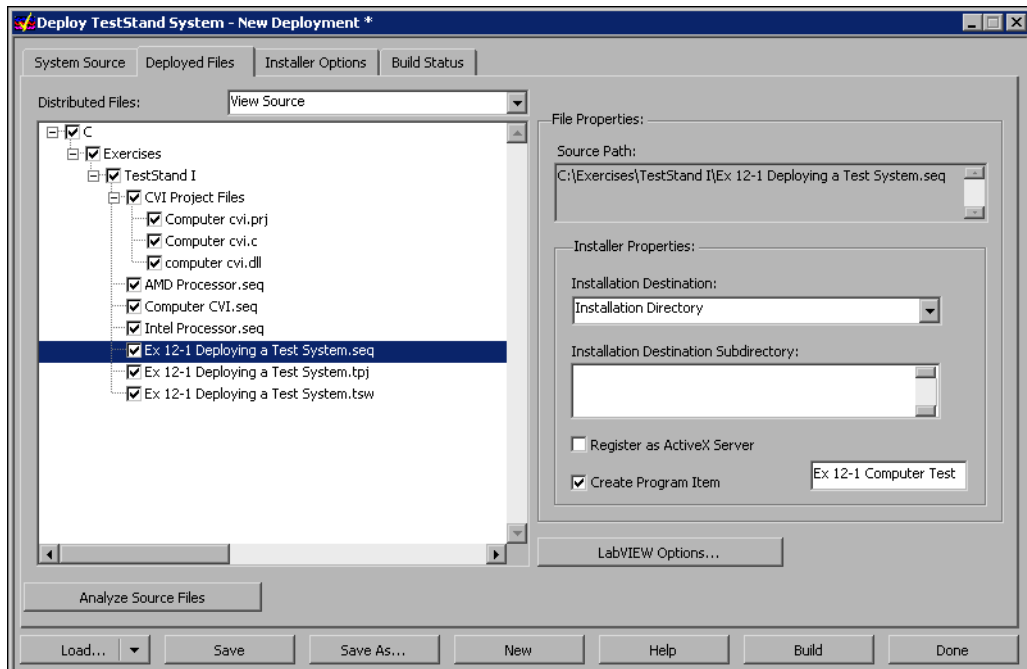 Deploy TestStand System - New Deployment *
System Source Deployed Files Installer Options Build Status
Distributed Files: View Source
C
Exercises
TestStand I
CVI Project Files
Computer cvi.prj
Computer cvi.c
computer cvi.dll
AMD Processor.seq
Computer CVI.seq
Intel Processor.seq
Ex 12-1 Deploying a Test System.seq
Ex 12-1 Deploying a Test System.tpj
Ex 12-1 Deploying a Test System.tsw
Analyze Source Files
File Properties:
Source Path:
C:\Exercises\TestStand I\Ex 12-1 Deploying a Test System.seq
Installer Properties:
Installation Destination:
Installation Directory
Installation Destination Subdirectory:
Register as ActiveX Server
Create Program Item Ex 12-1 Computer Test
LabVIEW Options...
Load... Save Save As... New Help Build Done